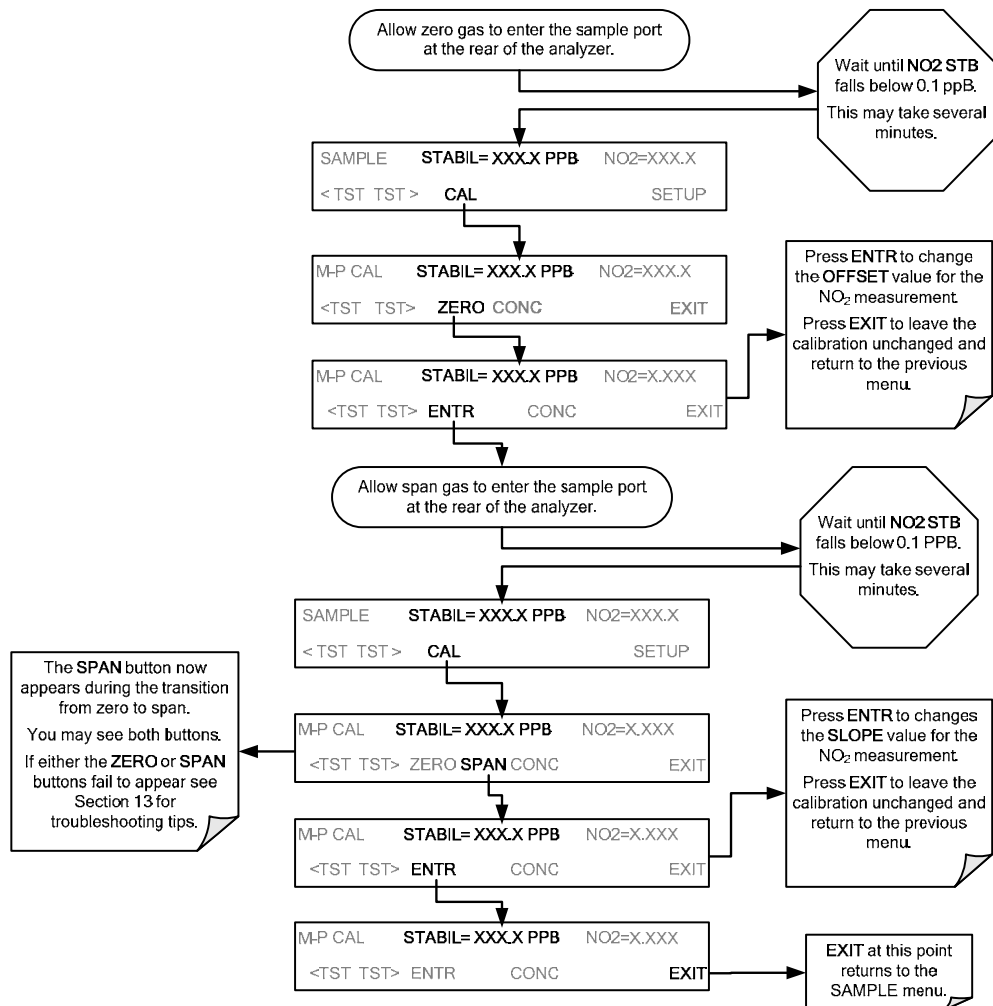 Allow zero gas to enter the sample port
at the rear of the analyzer.
Wait until NO2 STB
falls below 0.1 ppB.
This may take several
minutes.
SAMPLE STABIL= XXX.X PPB NO2=XXX.X
< TST TST > CAL SETUP
M-P CAL STABIL= XXX.X PPB NO2=XXX.X
<TST TST> ZERO CONC EXIT
Press ENTR to change
the OFFSET value for the
NO2 measurement.
Press EXIT to leave the
calibration unchanged and
return to the previous
menu.
M-P CAL STABIL= XXX.X PPB NO2=X.XXX
<TST TST> ENTR CONC EXIT
Allow span gas to enter the sample port
at the rear of the analyzer.
Wait until NO2 STB
falls below 0.1 PPB.
This may take several
minutes.
SAMPLE STABIL= XXX.X PPB NO2=XXX.X
< TST TST > CAL SETUP
The SPAN button now
appears during the transition
from zero to span.
You may see both buttons.
If either the ZERO or SPAN
buttons fail to appear see
Section 13 for
troubleshooting tips.
M-P CAL STABIL= XXX.X PPB NO2=X.XXX
<TST TST> ZERO SPAN CONC EXIT
Press ENTR to changes
the SLOPE value for the
NO2 measurement.
Press EXIT to leave the
calibration unchanged and
return to the previous
menu.
M-P CAL STABIL= XXX.X PPB NO2=X.XXX
<TST TST> ENTR CONC EXIT
M-P CAL STABIL= XXX.X PPB NO2=X.XXX
<TST TST> ENTR CONC EXIT
EXIT at this point
returns to the
SAMPLE menu.